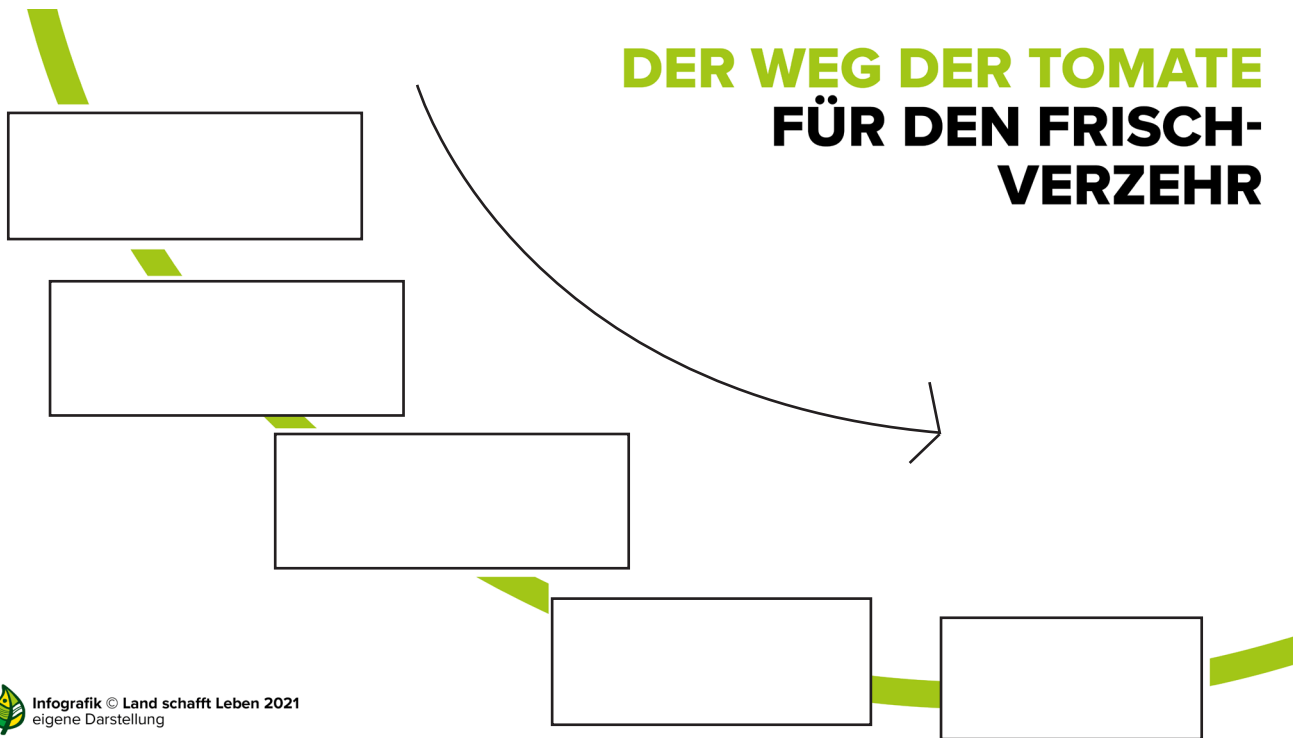 DER WEG DER TOMATE
FÜR DEN FRISCH-
VERZEHR
Infografik © Land schafft Leben 2021
eigene Darstellung